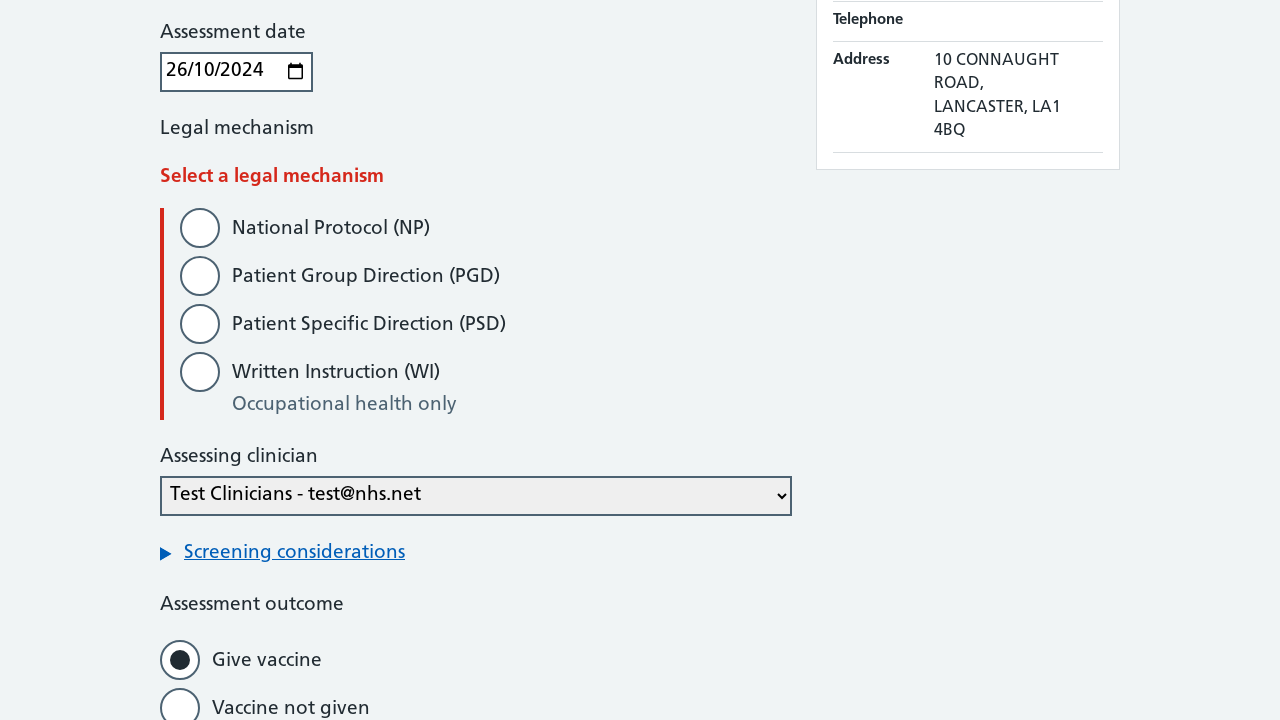 Assessment date
26/10/2024
Legal mechanism
Select a legal mechanism
National Protocol (NP)
Patient Group Direction (PGD)
Patient Specific Direction (PSD)
Written Instruction (WI)
Occupational health only
Assessing clinician
Test Clinicians - test@nhs.net
Screening considerations
Assessment outcome
Give vaccine
Vaccine not given
Telephone
Address
10 CONNAUGHT
ROAD,
LANCASTER, LA1
4BQ